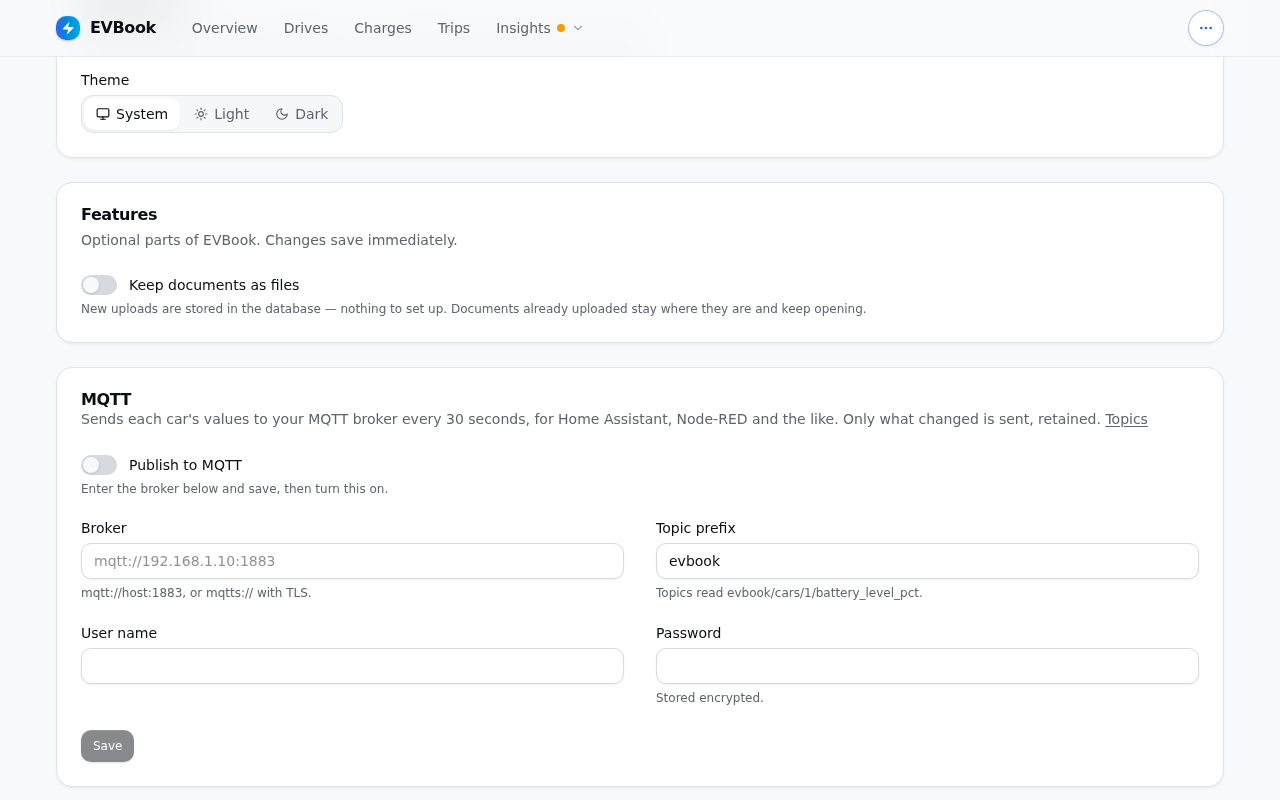 EVBook Overview Drives Charges Trips Insights
Theme
System Light Dark
Features
Optional parts of EVBook. Changes save immediately.
Keep documents as files
New uploads are stored in the database — nothing to set up. Documents already uploaded stay where they are and keep opening.
MQTT
Sends each car's values to your MQTT broker every 30 seconds, for Home Assistant, Node-RED and the like. Only what changed is sent, retained. Topics
Publish to MQTT
Enter the broker below and save, then turn this on.
Broker
mqtt://192.168.1.10:1883
mqtt://host:1883, or mqtts:// with TLS.
Topic prefix
evbook
Topics read evbook/cars/1/battery_level_pct.
User name
Password
Stored encrypted.
Save